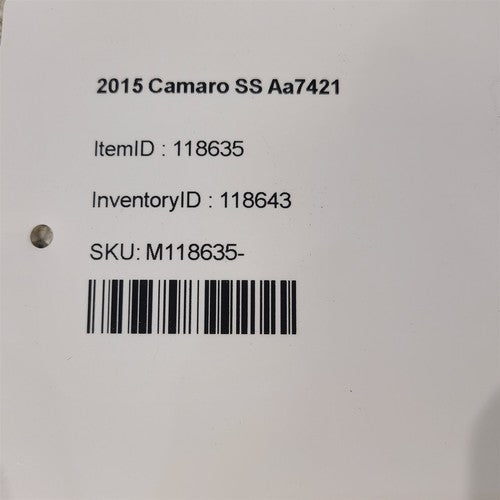 2015 Camaro SS Aa7421
ItemID : 118635
InventoryID : 118643
SKU: M118635-